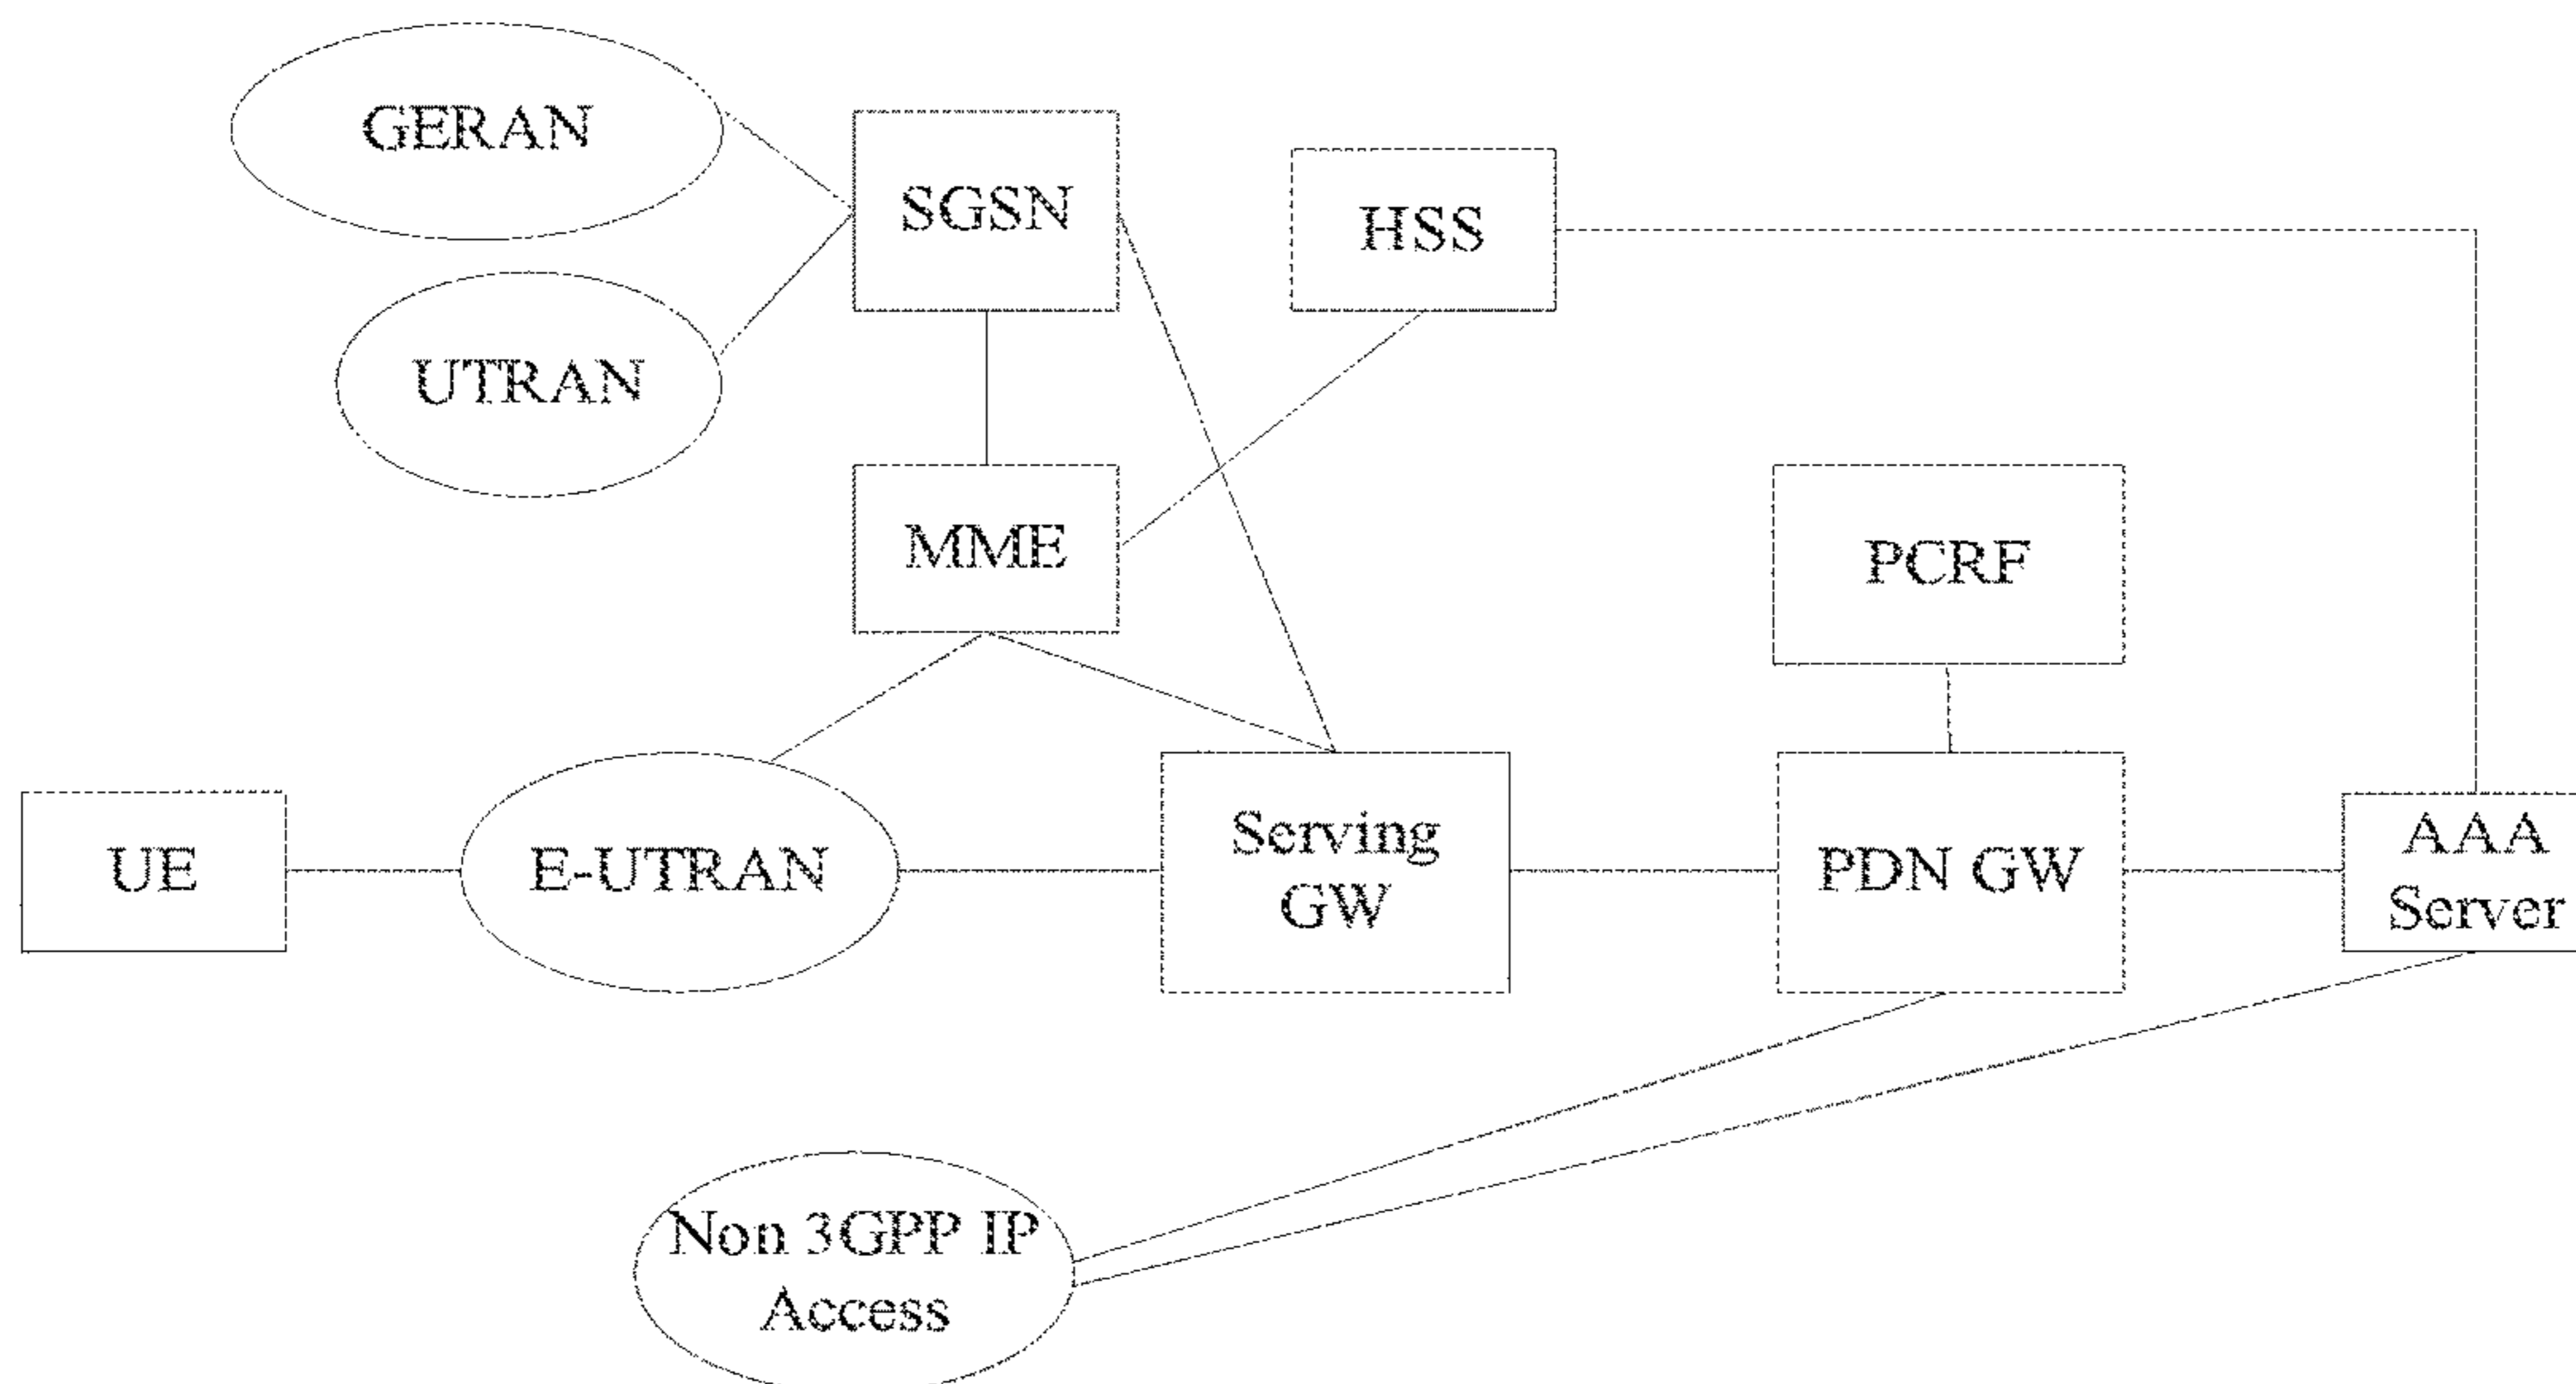 GERAN
SGSN
HSS
UTRAN
MME
PCRF
UE
E-UTRAN
Serving
GW
PDN GW
AAA
Server
Non 3GPP IP
Access